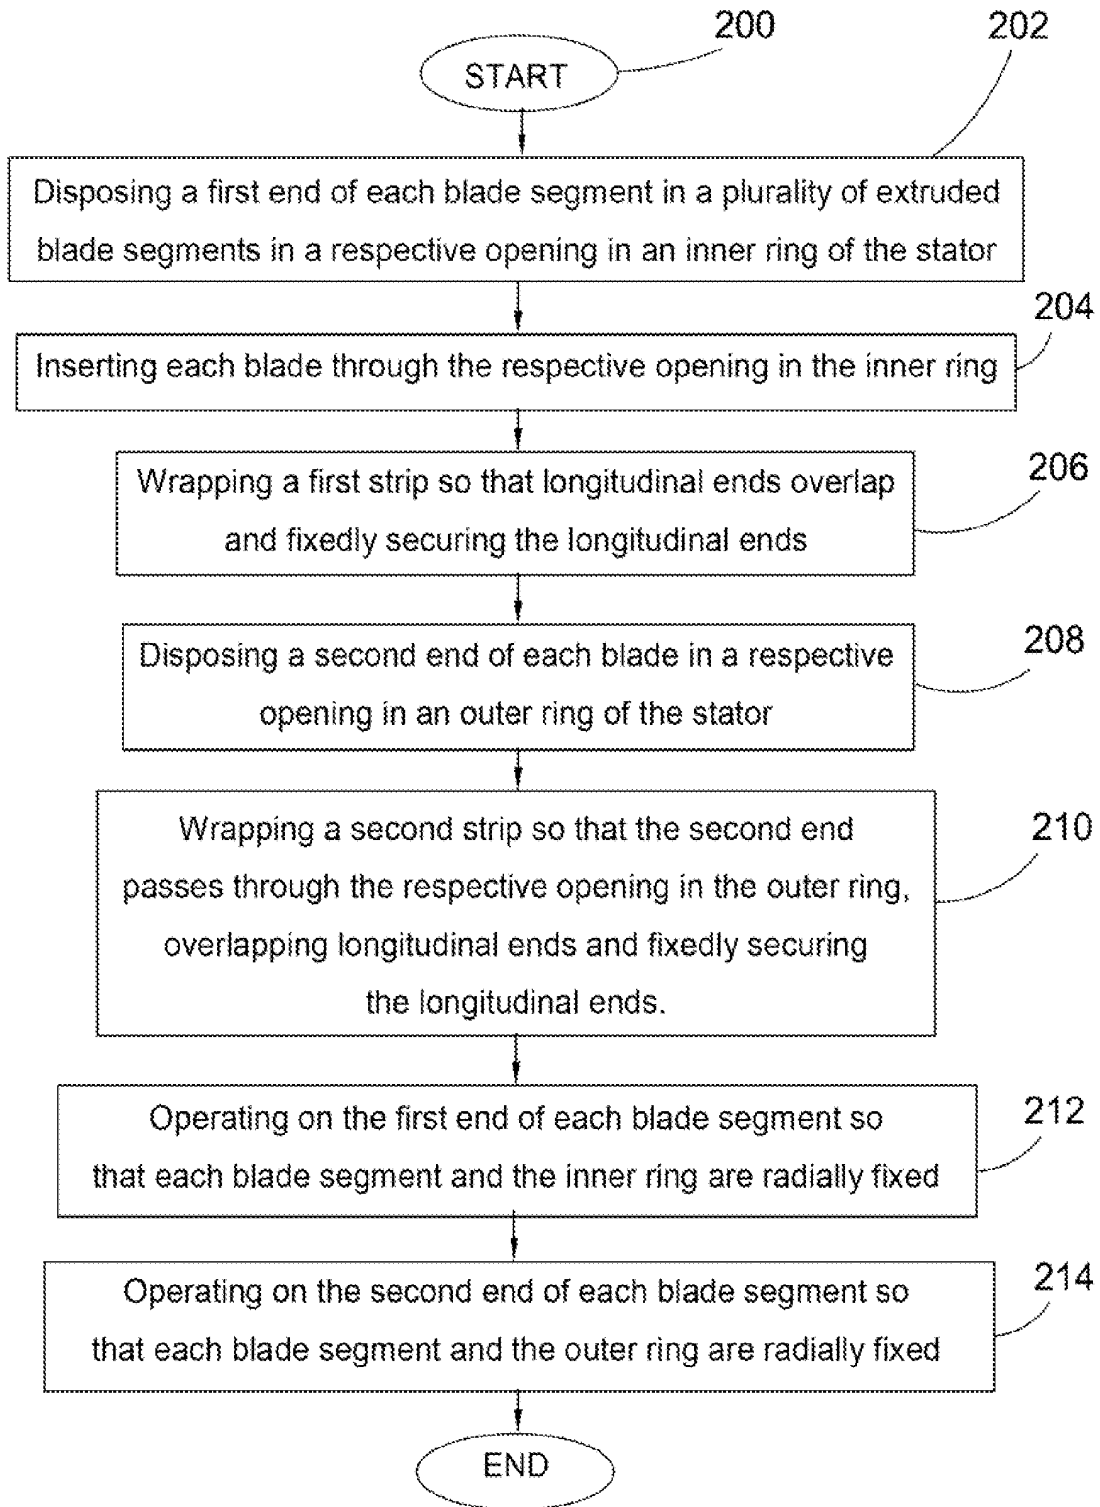 200
START
202
Disposing a first end of each blade segment in a plurality of extruded
blade segments in a respective opening in an inner ring of the stator
204
Inserting each blade through the respective opening in the inner ring
206
Wrapping a first strip so that longitudinal ends overlap
and fixedly securing the longitudinal ends
208
Disposing a second end of each blade in a respective
opening in an outer ring of the stator
210
Wrapping a second strip so that the second end
passes through the respective opening in the outer ring,
overlapping longitudinal ends and fixedly securing
the longitudinal ends.
212
Operating on the first end of each blade segment so
that each blade segment and the inner ring are radially fixed
214
Operating on the second end of each blade segment so
that each blade segment and the outer ring are radially fixed
END